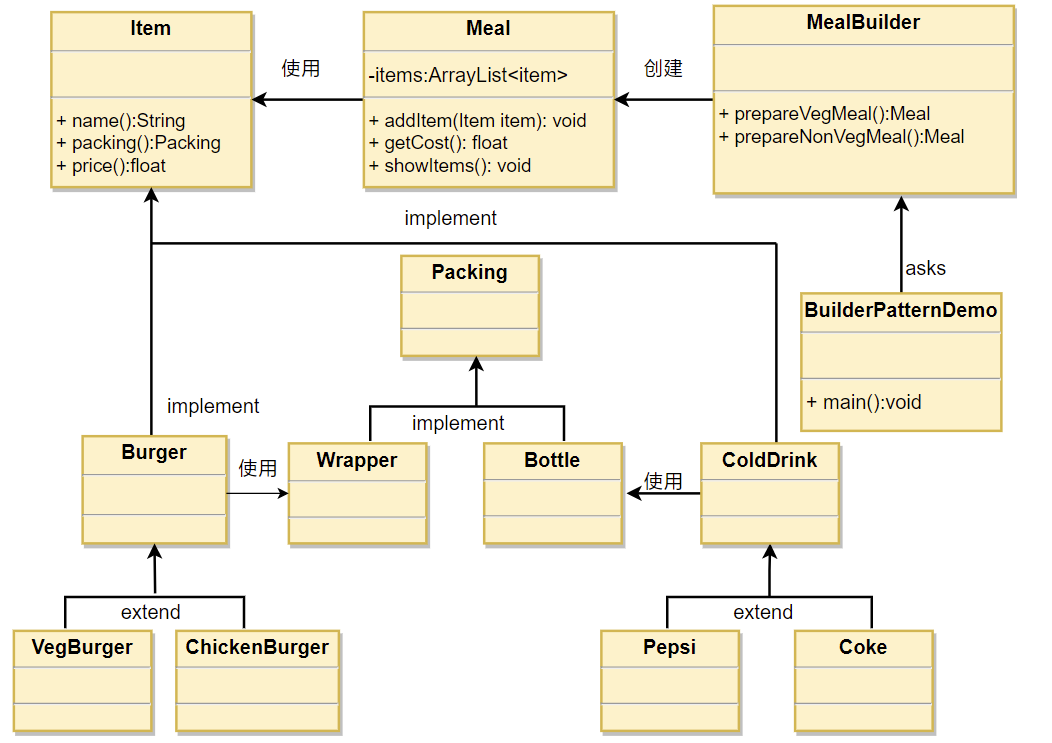 Item
+ name():String
+ packing():Packing
+ price():float
使用
Meal
-items:ArrayList<item>
+ addItem(Item item): void
+ getCost(): float
+ showItems(): void
创建
MealBuilder
+ prepareVegMeal():Meal
+ prepareNonVegMeal():Meal
implement
asks
Packing
BuilderPatternDemo
+ main():void
implement
implement
Burger
使用
Wrapper
Bottle
使用
ColdDrink
extend
extend
VegBurger
ChickenBurger
Pepsi
Coke